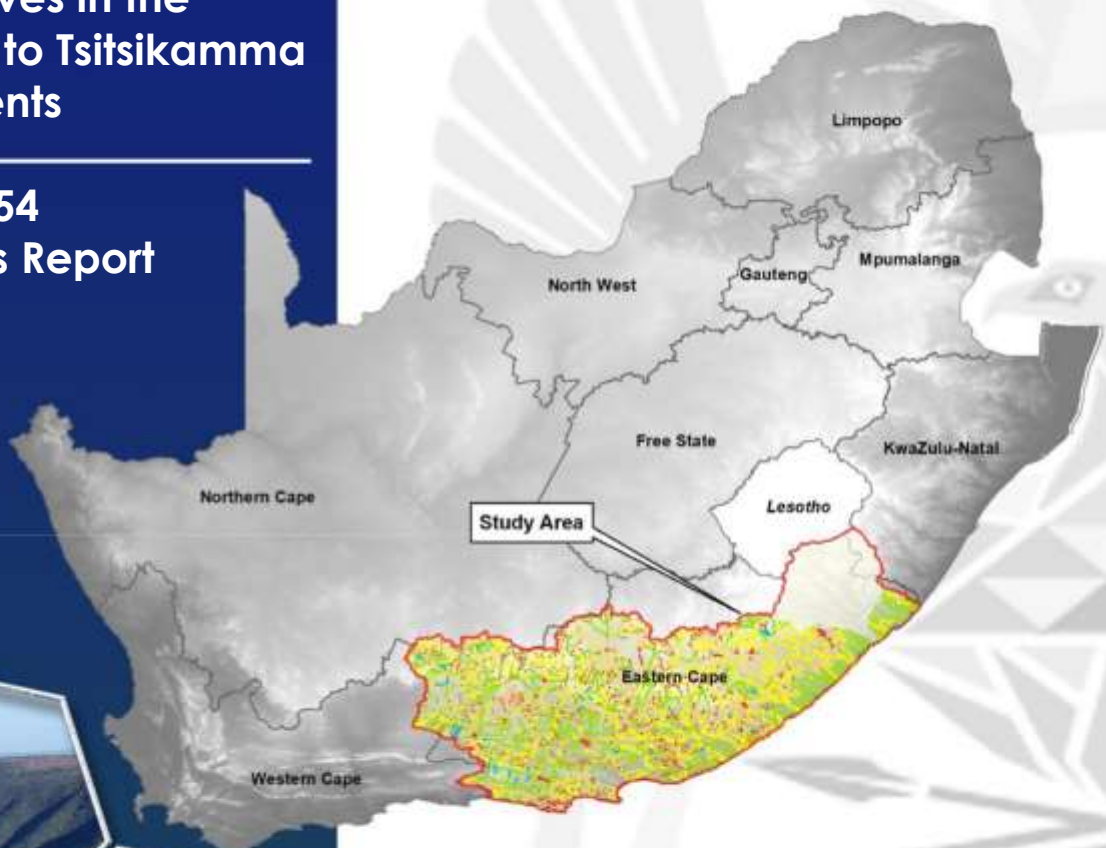 to Tsitsikamma
54
s Report
Limpopo
Mpumalanga
Gauteng
North West
Free State
KwaZulu-Natal
Northern Cape
Lesotho
Study Area
Eastern Cape
Western Cape